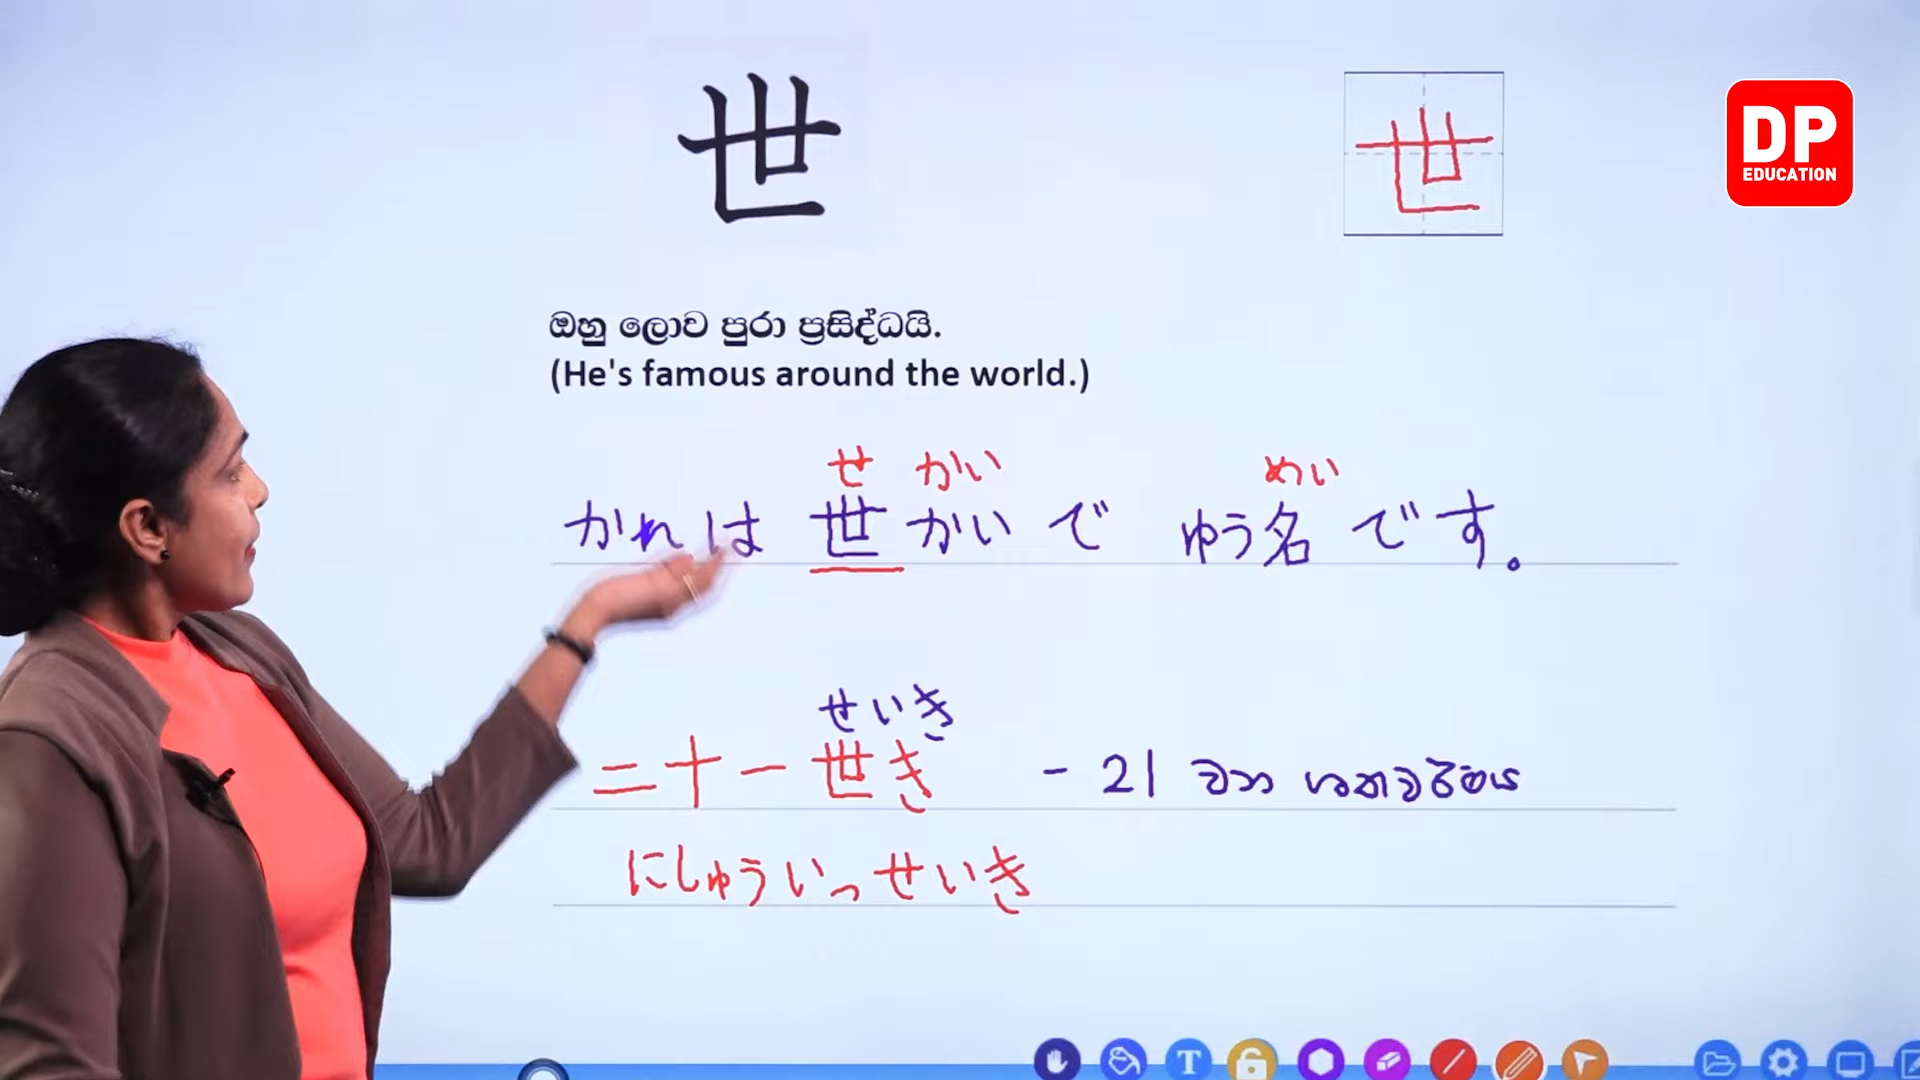 世
世
DP
EDUCATION
ඔහු ලොව පුරා ප්‍රසිද්ධයි.
(He's famous around the world.)
せ かい めい
かれは 世かいで ゆう名です。
せいき
二十一世き - 21 වන ශතවර්ෂය
にしゅういっせいき
T